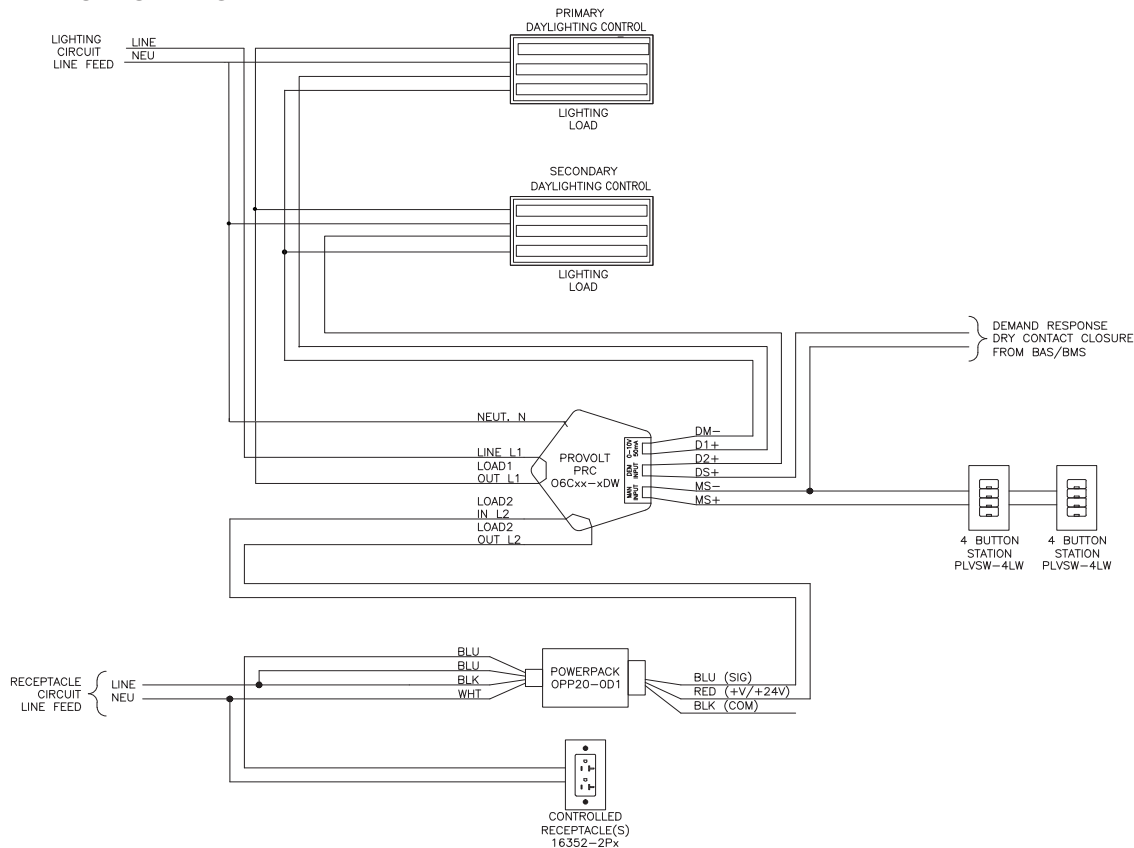 PRIMARY
DAYLIGHTING CONTROL
LIGHTING
CIRCUIT
LINE FEED
LINE
NEU
LIGHTING
LOAD
SECONDARY
DAYLIGHTING CONTROL
LIGHTING
LOAD
DEMAND RESPONSE
DRY CONTACT CLOSURE
FROM BAS/BMS
NEUT. N
LINE L1
LOAD1
OUT L1
LOAD2
IN L2
LOAD2
OUT L2
PROVOLT
PRC
O6Cxx-xDW
0-10V
50mA
DEM
INPUT
MAN
INPUT
DM-
D1+
D2+
DS+
MS-
MS+
4 BUTTON
STATION
PLVSW-4LW
4 BUTTON
STATION
PLVSW-4LW
RECEPTACLE
CIRCUIT
LINE FEED
LINE
NEU
BLU
BLU
BLK
WHT
POWERPACK
OPP20-0D1
BLU (SIG)
RED (+V/+24V)
BLK (COM)
CONTROLLED
RECEPTACLE(S)
16352-2Px